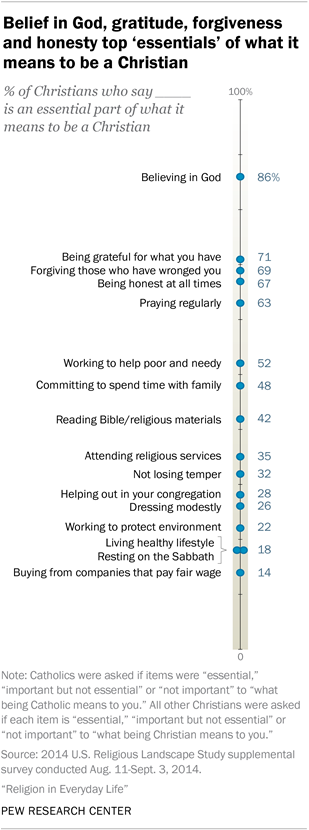 Belief in God, gratitude, forgiveness
and honesty top ‘essentials’ of what it
means to be a Christian
% of Christians who say _____
is an essential part of what it
means to be a Christian
100%
Believing in God 86%
Being grateful for what you have 71
Forgiving those who have wronged you 69
Being honest at all times 67
Praying regularly 63
Working to help poor and needy 52
Committing to spend time with family 48
Reading Bible/religious materials 42
Attending religious services 35
Not losing temper 32
Helping out in your congregation 28
Dressing modestly 26
Working to protect environment 22
Living healthy lifestyle
Resting on the Sabbath 18
Buying from companies that pay fair wage 14
0
Note: Catholics were asked if items were “essential,”
“important but not essential” or “not important” to “what
being Catholic means to you.” All other Christians were asked
if each item is “essential,” “important but not essential” or
“not important” to “what being Christian means to you.”
Source: 2014 U.S. Religious Landscape Study supplemental
survey conducted Aug. 11-Sept. 3, 2014.
“Religion in Everyday Life”
PEW RESEARCH CENTER